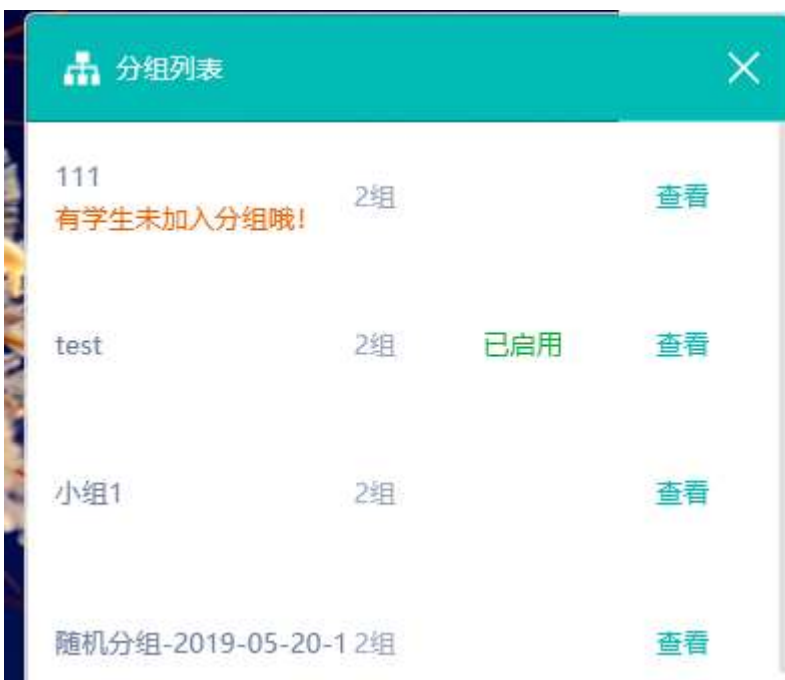 分组列表
111
有学生未加入分组哦！
2组 查看
test 2组 已启用 查看
小组1 2组 查看
随机分组-2019-05-20-1 2组 查看